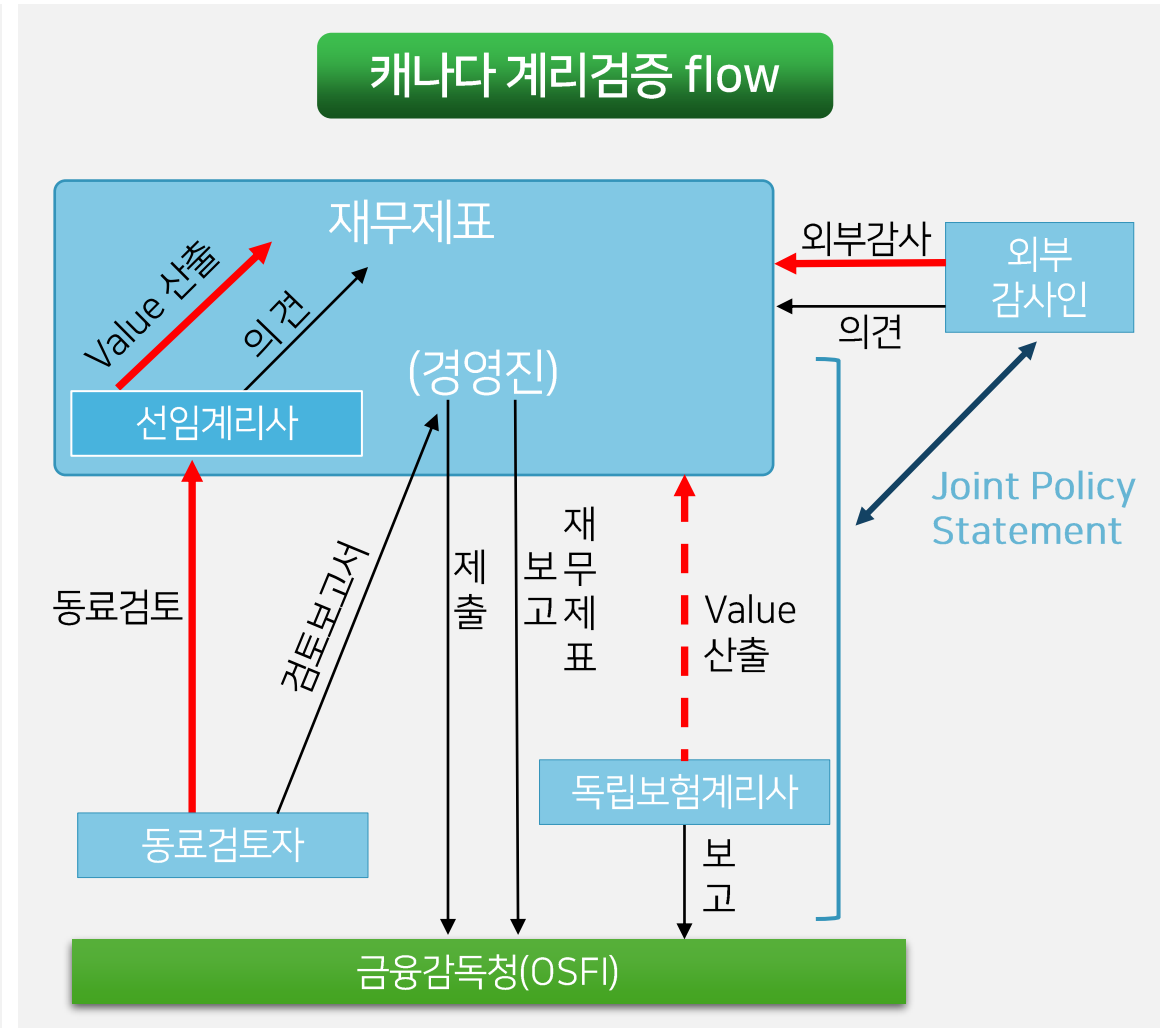 캐나다 계리검증 flow
재무제표
Value 산출
의견
(경영진)
선임계리사
외부감사
의견
외부
감사인
Joint Policy
Statement
동료검토
검토보고서
제출
보고
재무제표
Value
산출
독립보험계리사
동료검토자
보고
금융감독청(OSFI)